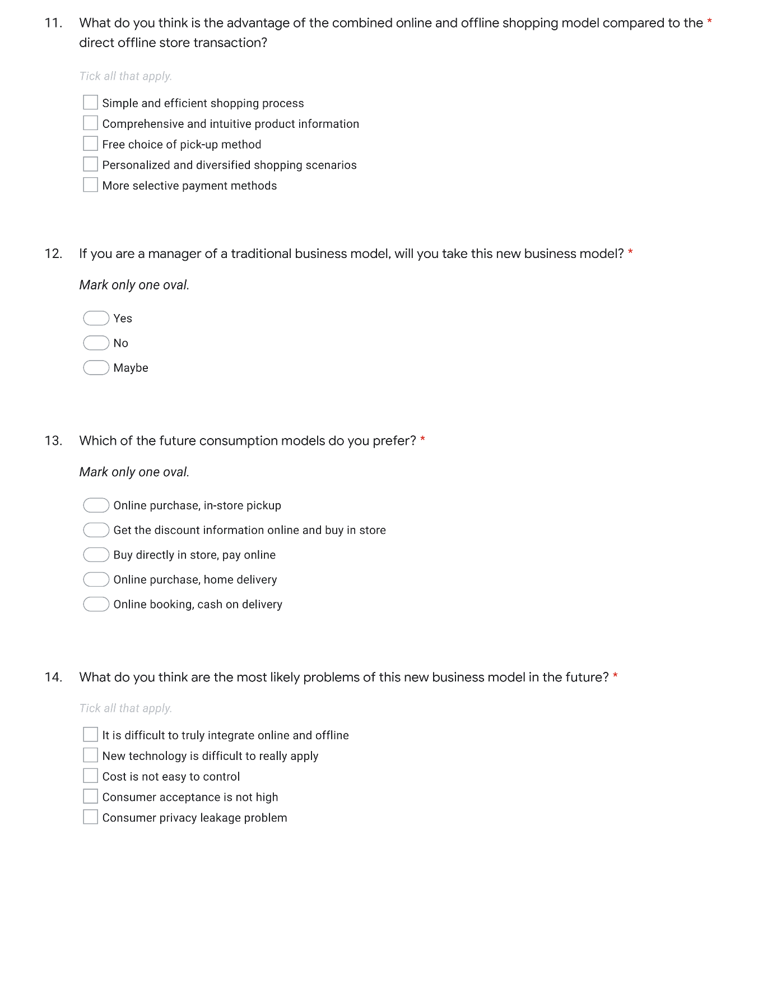 11. What do you think is the advantage of the combined online and offline shopping model compared to the *
direct offline store transaction?
Tick all that apply.
Simple and efficient shopping process
Comprehensive and intuitive product information
Free choice of pick-up method
Personalized and diversified shopping scenarios
More selective payment methods
12. If you are a manager of a traditional business model, will you take this new business model? *
Mark only one oval.
Yes
No
Maybe
13. Which of the future consumption models do you prefer? *
Mark only one oval.
Online purchase, in-store pickup
Get the discount information online and buy in store
Buy directly in store, pay online
Online purchase, home delivery
Online booking, cash on delivery
14. What do you think are the most likely problems of this new business model in the future? *
Tick all that apply.
It is difficult to truly integrate online and offline
New technology is difficult to really apply
Cost is not easy to control
Consumer acceptance is not high
Consumer privacy leakage problem